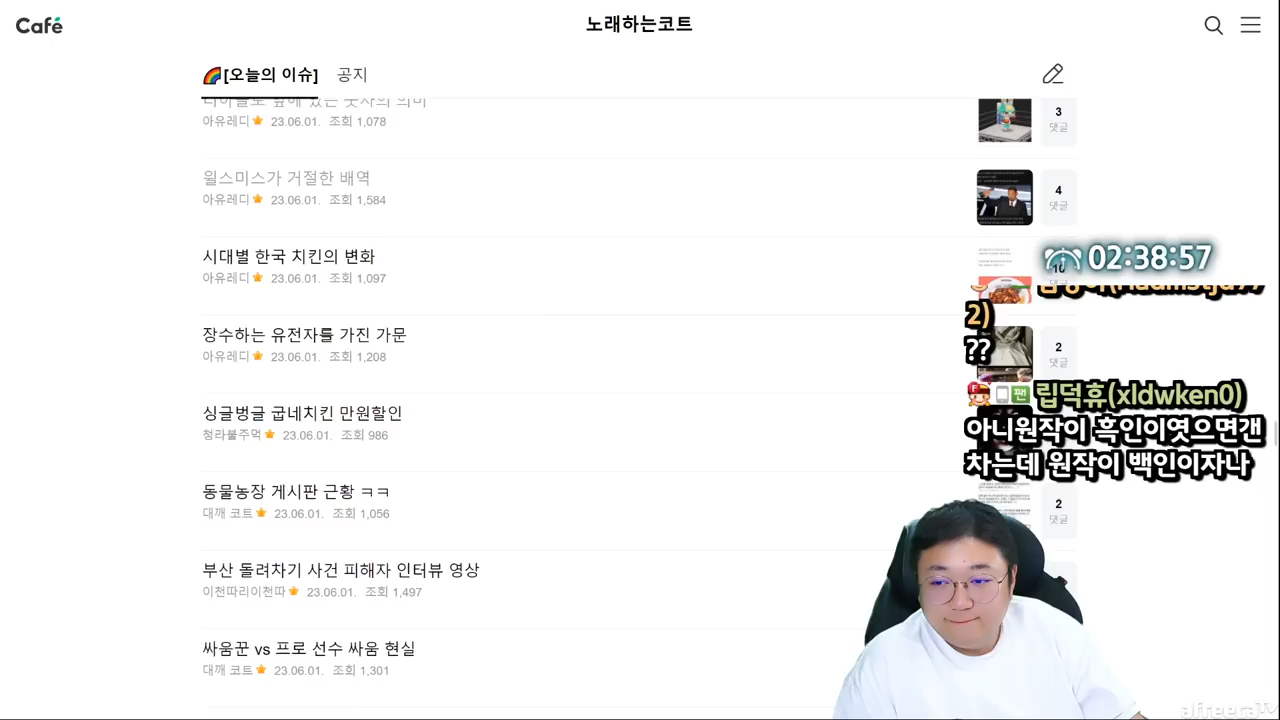 Café
노래하는코트
🌈[오늘의 이슈] 공지
아유레디 23.06.01. 조회 1,078
3
댓글
윌스미스가 거절한 배역
아유레디 23.06.01. 조회 1,584
4
댓글
시대별 한국 치킨의 변화
아유레디 23.06.01. 조회 1,097
10
02:38:57
장수하는 유전자를 가진 가문
아유레디 23.06.01. 조회 1,208
2
댓글
2)
??
싱글벙글 굽네치킨 만원할인
청라불주먹 23.06.01. 조회 986
립덕휴(xldwken0)
아니원작이 흑인이엿으면갠
차는데 원작이 백인이자나
동물농장 게시판 근황 ㅋㅋ
대깨 코트 23.06.01. 조회 1,056
2
댓글
부산 돌려차기 사건 피해자 인터뷰 영상
이천따리이천따 23.06.01. 조회 1,497
싸움꾼 vs 프로 선수 싸움 현실
대깨 코트 23.06.01. 조회 1,301
afreecaTV